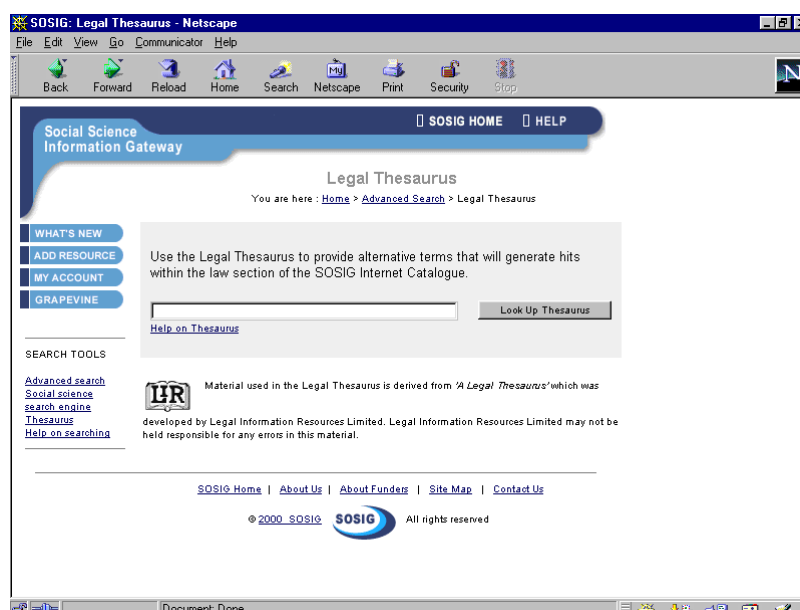 SOSIG: Legal Thesaurus - Netscape
File Edit View Go Communicator Help
Back Forward Reload Home Search Netscape Print Security Stop
My
N
SOSIG HOME HELP
Social Science
Information Gateway
Legal Thesaurus
You are here : Home > Advanced Search > Legal Thesaurus
WHAT'S NEW
ADD RESOURCE
MY ACCOUNT
GRAPEVINE
Use the Legal Thesaurus to provide alternative terms that will generate hits
within the law section of the SOSIG Internet Catalogue.
Look Up Thesaurus
Help on Thesaurus
SEARCH TOOLS
Advanced search
Social science
search engine
Thesaurus
Help on searching
LIR
Material used in the Legal Thesaurus is derived from 'A Legal Thesaurus' which was
developed by Legal Information Resources Limited. Legal Information Resources Limited may not be
held responsible for any errors in this material.
SOSIG Home | About Us | About Funders | Site Map | Contact Us
© 2000 SOSIG SOSIG All rights reserved
Document: Done